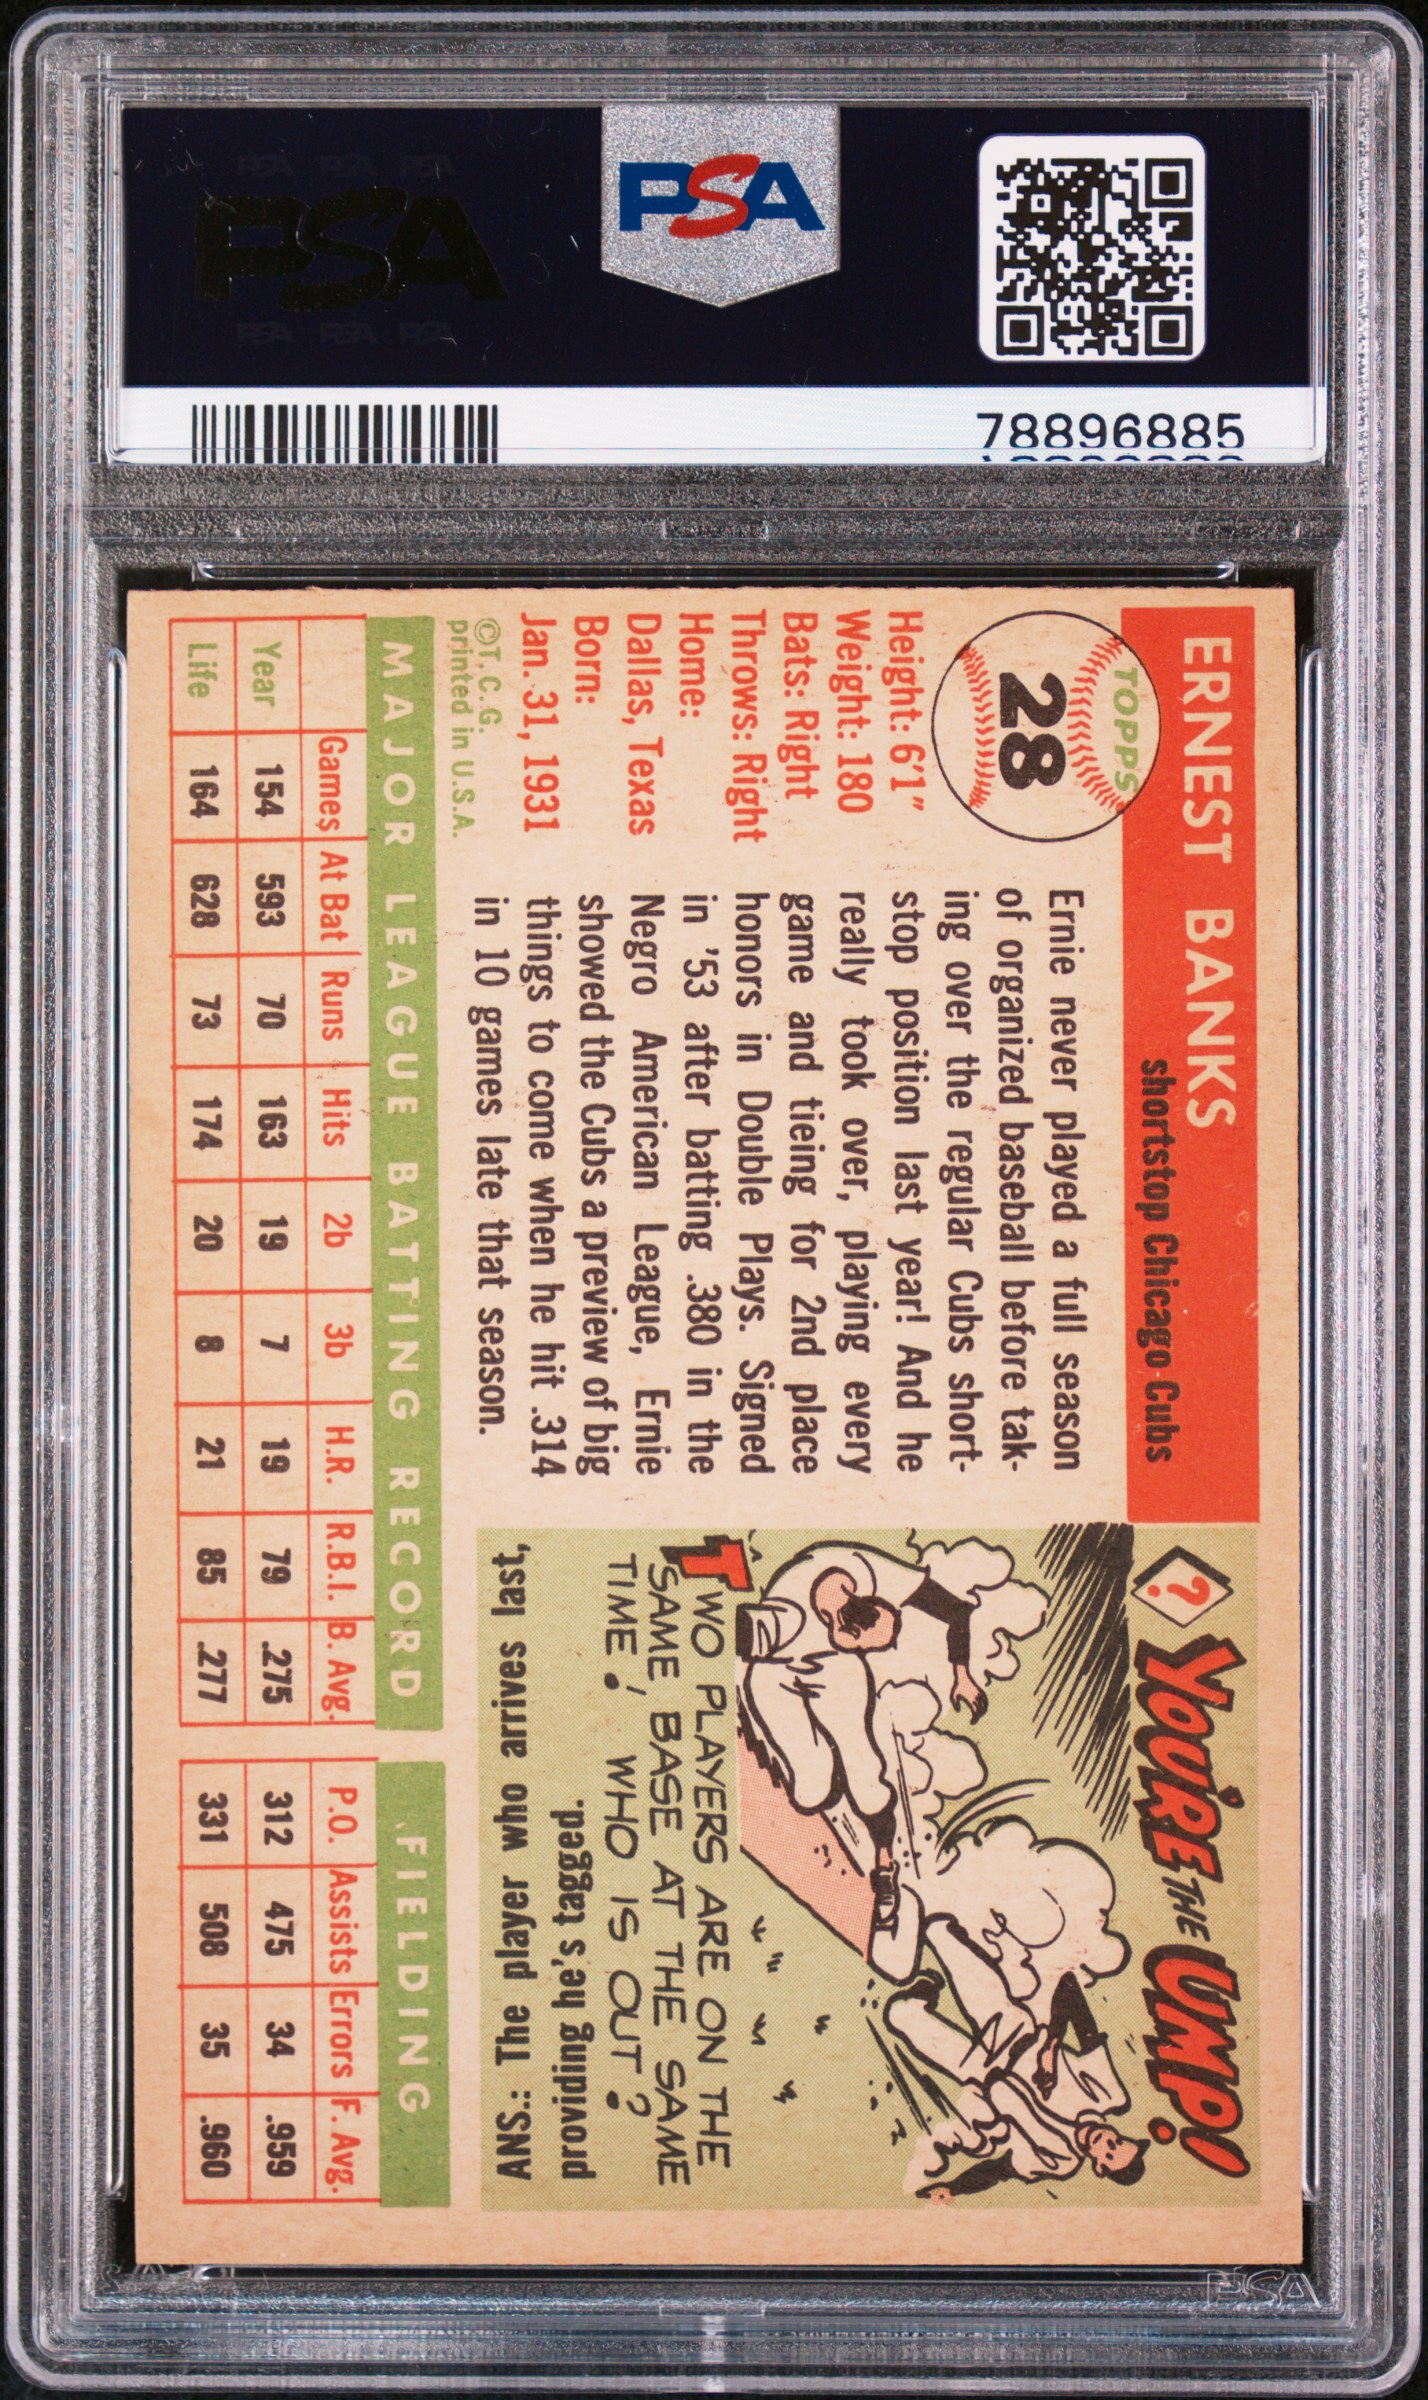 PSA
PSA
PSA PSA PSA
PSA PSA PSA
78896885
ERNEST BANKS
shortstop Chicago Cubs
TOPPS
28
Height: 6'1"
Weight: 180
Bats: Right
Throws: Right
Home:
Dallas, Texas
Born:
Jan. 31, 1931
©T. C. G.
printed in U.S.A.
Ernie never played a full season
of organized baseball before tak-
ing over the regular Cubs short-
stop position last year! And he
really took over, playing every
game and tieing for 2nd place
honors in Double Plays. Signed
in '53 after batting .380 in the
Negro American League, Ernie
showed the Cubs a preview of big
things to come when he hit .314
in 10 games late that season.
? YOU'RE THE UMP!
TWO PLAYERS ARE ON THE
SAME BASE AT THE SAME
TIME! WHO IS OUT?
ANS.: The player who arrives last,
providing he's tagged.
MAJOR LEAGUE BATTING RECORD
FIELDING
Games At Bat Runs Hits 2b 3b H.R. R.B.I. B. Avg. P.O. Assists Errors F. Avg.
Year 154 593 70 163 19 7 19 79 .275 312 475 34 .959
Life 164 628 73 174 20 8 21 85 .277 331 508 35 .960
PSA